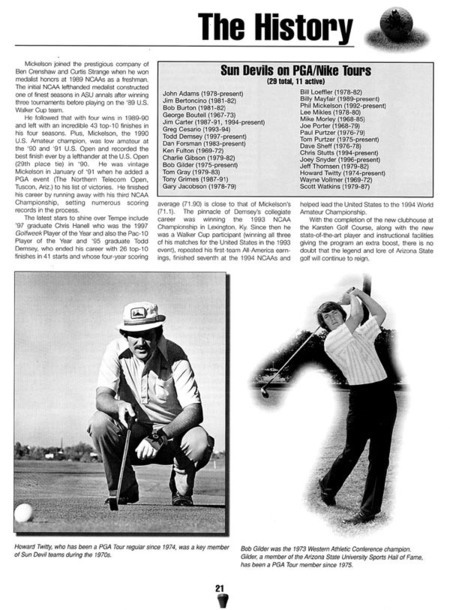 The History
Mickelson joined the prestigious company of
Ben Crenshaw and Curtis Strange when he won
medalist honors at 1989 NCAAs as a freshman.
The initial NCAA lefthanded medalist constructed
one of finest seasons in ASU annals after winning
three tournaments before playing on the '89 U.S.
Walker Cup team.
He followed that with four wins in 1989-90
and left with an incredible 43 top-10 finishes in
his four seasons. Plus, Mickelson, the 1990
U.S. Amateur champion, was low amateur at
the '90 and '91 U.S. Open and recorded the
best finish ever by a lefthander at the U.S. Open
(29th place tie) in '90. He was vintage
Mickelson in January of '91 when he added a
PGA event (The Northern Telecom Open,
Tuscon, Ariz.) to his list of victories. He finished
his career by running away with his third NCAA
Championship, setting numerous scoring
records in the process.
The latest stars to shine over Tempe include
'97 graduate Chris Hanell who was the 1997
Golfweek Player of the Year and also the Pac-10
Player of the Year and '95 graduate Todd
Demsey, who ended his career with 26 top-10
finishes in 41 starts and whose four-year scoring
Sun Devils on PGA/Nike Tours
(29 total, 11 active)
John Adams (1978-present)
Jim Bertoncino (1981-82)
Bob Burton (1981-82)
George Boutell (1967-73)
Jim Carter (1987-91, 1994-present)
Greg Cesario (1993-94)
Todd Demsey (1997-present)
Dan Forsman (1983-present)
Ken Fulton (1969-72)
Bob Gilder (1975-present)
Charlie Gibson (1979-82)
Tom Gray (1979-83)
Tony Grimes (1987-91)
Gary Jacobson (1978-79)
Bill Loeffler (1978-82)
Billy Mayfair (1989-present)
Phil Mickelson (1992-present)
Lee Mikles (1978-80)
Mike Morley (1968-85)
Joe Porter (1968-79)
Paul Purtzer (1976-79)
Tom Purtzer (1975-present)
Dave Sheff (1976-78)
Chris Stutts (1994-present)
Joey Snyder (1996-present)
Jeff Thomsen (1979-82)
Howard Twitty (1974-present)
Wayne Vollmer (1969-72)
Scott Watkins (1979-87)
average (71.90) is close to that of Mickelson's
(71.1). The pinnacle of Demsey's collegiate
career was winning the 1993 NCAA
Championship in Lexington, Ky. Since then he
was a Walker Cup participant (winning all three
of his matches for the United States in the 1993
event), repeated his first team All America earn-
ings, finished seventh at the 1994 NCAAs and
helped lead the United States to the 1994 World
Amateur Championship.
With the completion of the new clubhouse at
the Karsten Golf Course, along with the new
state-of-the-art player and instructional facilities
giving the program an extra boost, there is no
doubt that the legend and lore of Arizona State
golf will continue to reign.
Howard Twitty, who has been a PGA Tour regular since 1974, was a key member
of Sun Devil teams during the 1970s.
Bob Gilder was the 1973 Western Athletic Conference champion.
Gilder, a member of the Arizona State University Sports Hall of Fame,
has been a PGA Tour member since 1975.
21